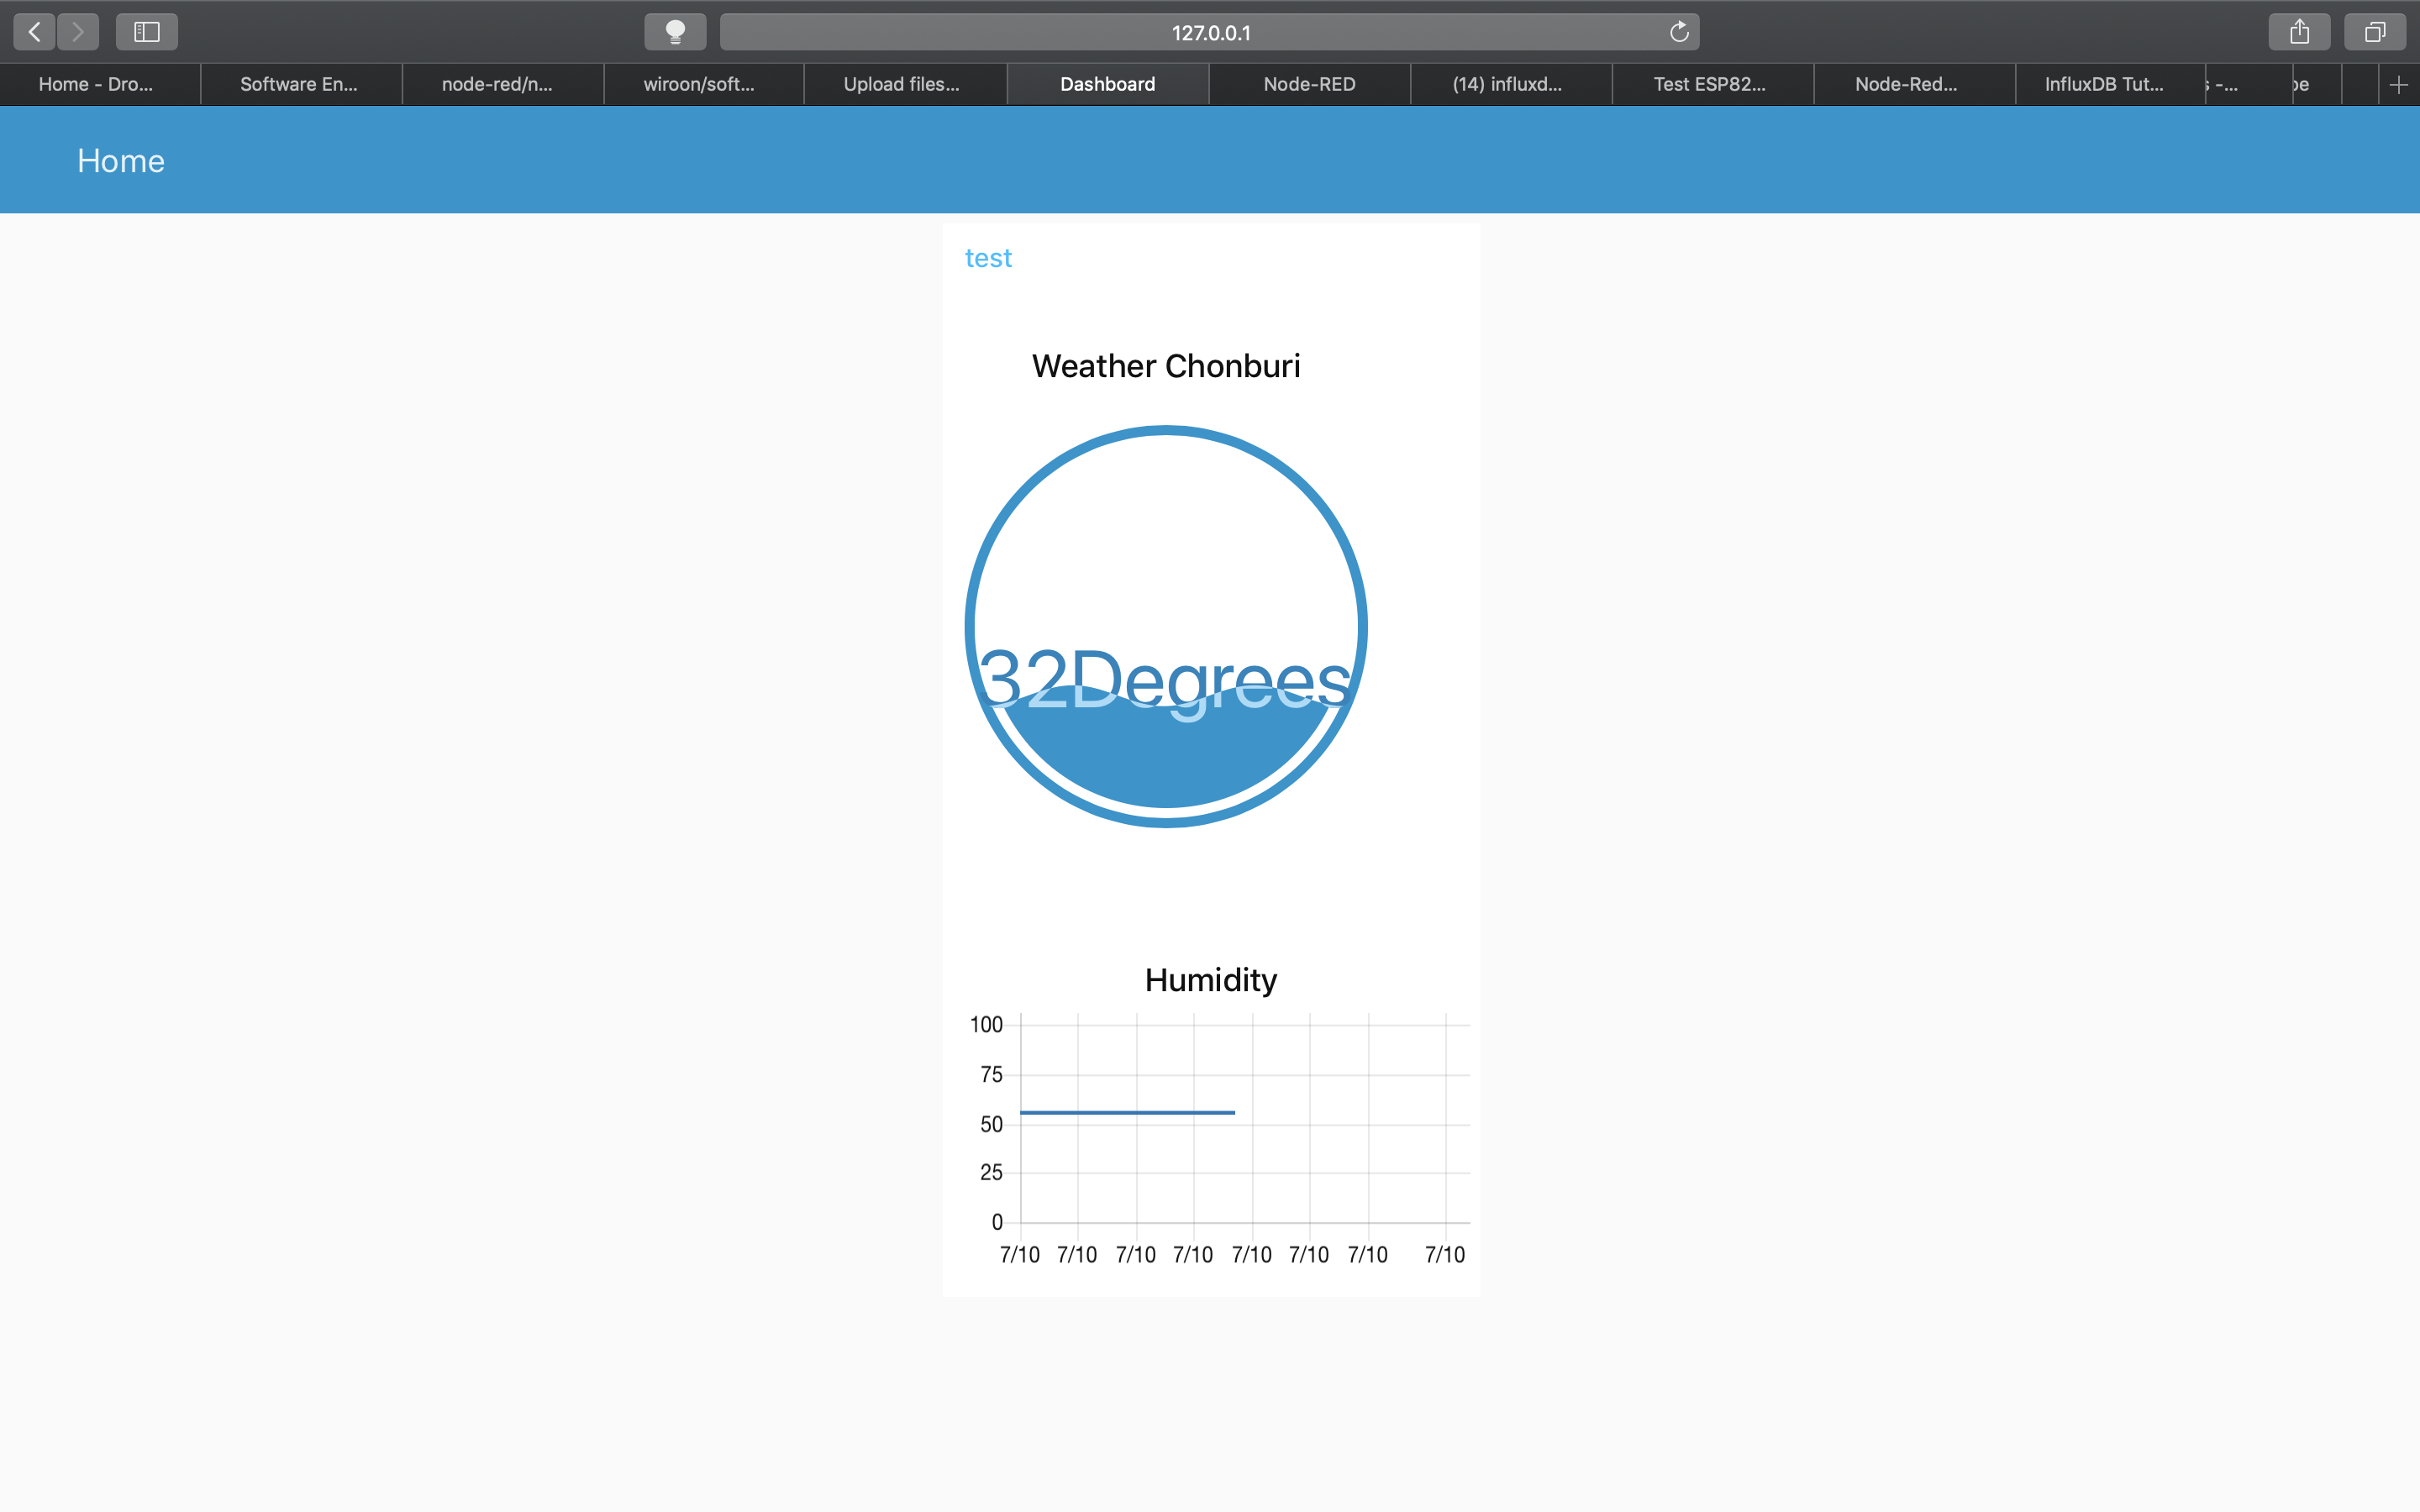 127.0.0.1
Home - Dro...
Software En...
node-red/n...
wiroon/soft...
Upload files...
Dashboard
Node-RED
(14) influxd...
Test ESP82...
Node-Red...
InfluxDB Tut...
-...
Home
test
Weather Chonburi
32Degrees
Humidity
100
75
50
25
0
7/10 7/10 7/10 7/10 7/10 7/10 7/10 7/10